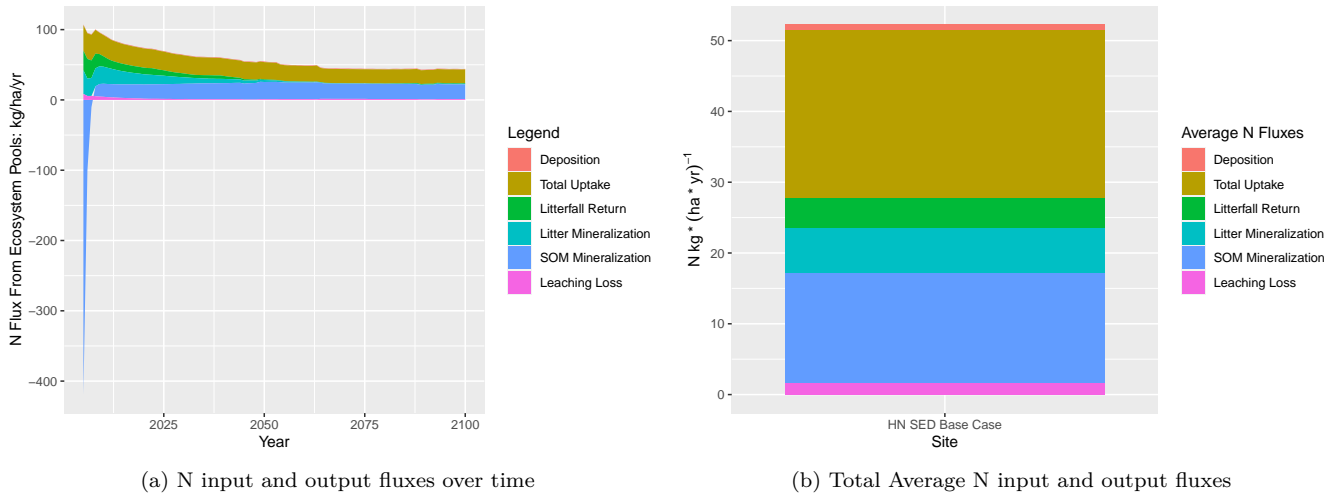 100
0
−100
−200
−300
−400
N Flux From Ecosystem Pools: kg/ha/yr
2025
2050
2075
2100
Year
Legend
Deposition
Total Uptake
Litterfall Return
Litter Mineralization
SOM Mineralization
Leaching Loss
(a) N input and output fluxes over time
50
40
30
20
10
0
N kg * (ha * yr)⁻¹
HN SED Base Case
Site
Average N Fluxes
Deposition
Total Uptake
Litterfall Return
Litter Mineralization
SOM Mineralization
Leaching Loss
(b) Total Average N input and output fluxes